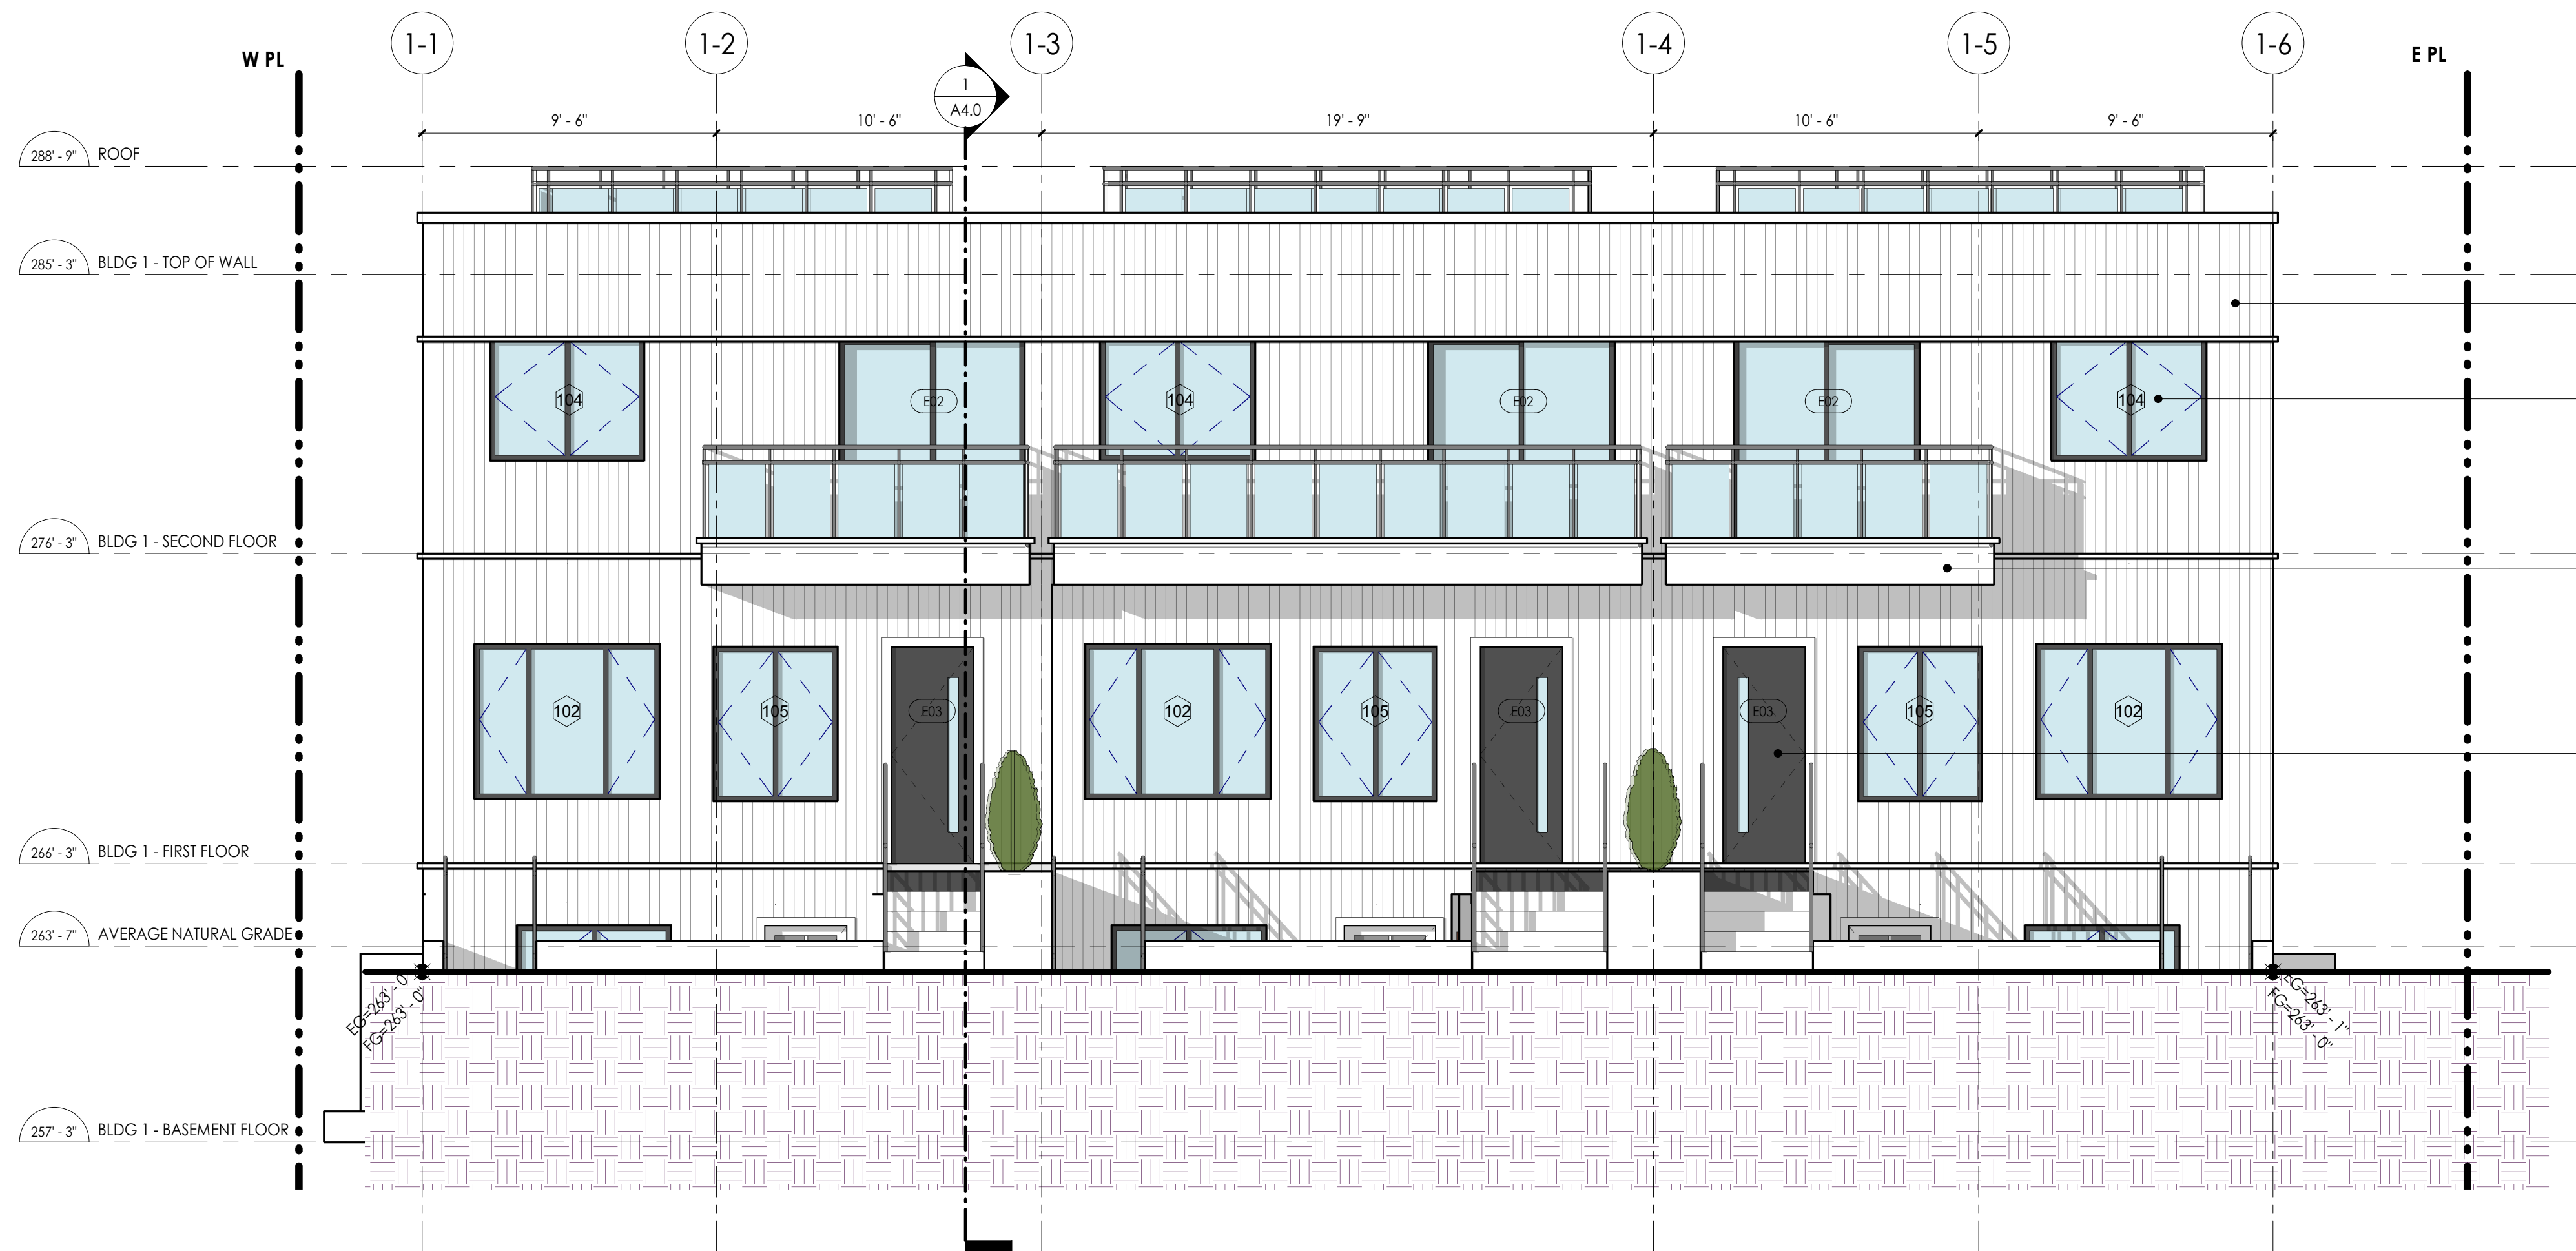 1-1 1-2 1-3 1-4 1-5 1-6
W PL E PL
1
A4.0
9' - 6" 10' - 6" 19' - 9" 10' - 6" 9' - 6"
288' - 9" ROOF
285' - 3" BLDG 1 - TOP OF WALL
104 E02 104 E02 E02 104
276' - 3" BLDG 1 - SECOND FLOOR
102 105 E03 102 105 E03 E03 105 102
266' - 3" BLDG 1 - FIRST FLOOR
263' - 7" AVERAGE NATURAL GRADE
EG=263' - 0"
FG=263' - 0"
EG=263' - 1"
FG=263' - 0"
257' - 3" BLDG 1 - BASEMENT FLOOR